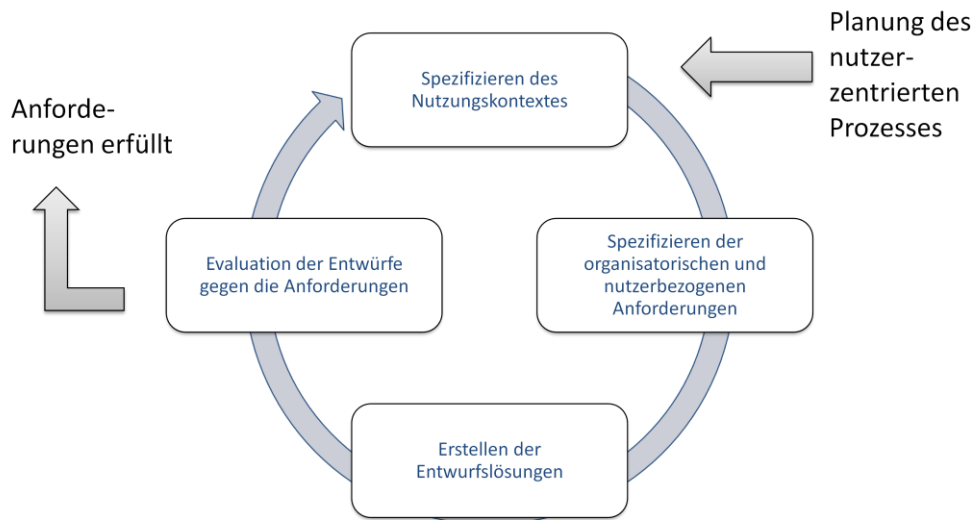 Planung des
nutzer-
zentrierten
Prozesses
Spezifizieren des
Nutzungskontextes
Spezifizieren der
organisatorischen und
nutzerbezogenen
Anforderungen
Erstellen der
Entwurfslösungen
Evaluation der Entwürfe
gegen die Anforderungen
Anforde-
rungen erfüllt